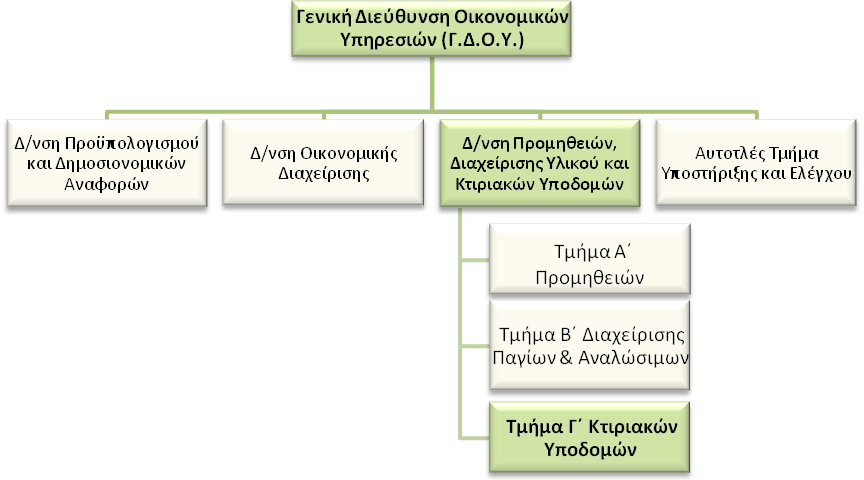 Γενική Διεύθυνση Οικονομικών
Υπηρεσιών (Γ.Δ.Ο.Υ.)
Δ/νση Προϋπολογισμού
και Δημοσιονομικών
Αναφορών
Δ/νση Οικονομικής
Διαχείρισης
Δ/νση Προμηθειών,
Διαχείρισης Υλικού και
Κτιριακών Υποδομών
Αυτοτλές Τμήμα
Υποστήριξης και Ελέγχου
Τμήμα Α΄
Προμηθειών
Τμήμα Β΄ Διαχείρισης
Παγίων & Αναλώσιμων
Τμήμα Γ΄ Κτιριακών
Υποδομών